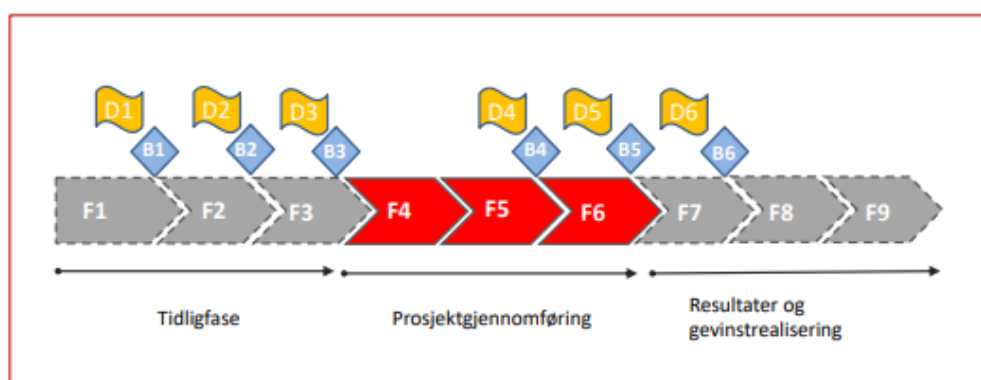 D1 D2 D3 D4 D5 D6
B1 B2 B3 B4 B5 B6
F1 F2 F3 F4 F5 F6 F7 F8 F9
Tidligfase
Prosjektgjennomføring
Resultater og
gevinstrealisering